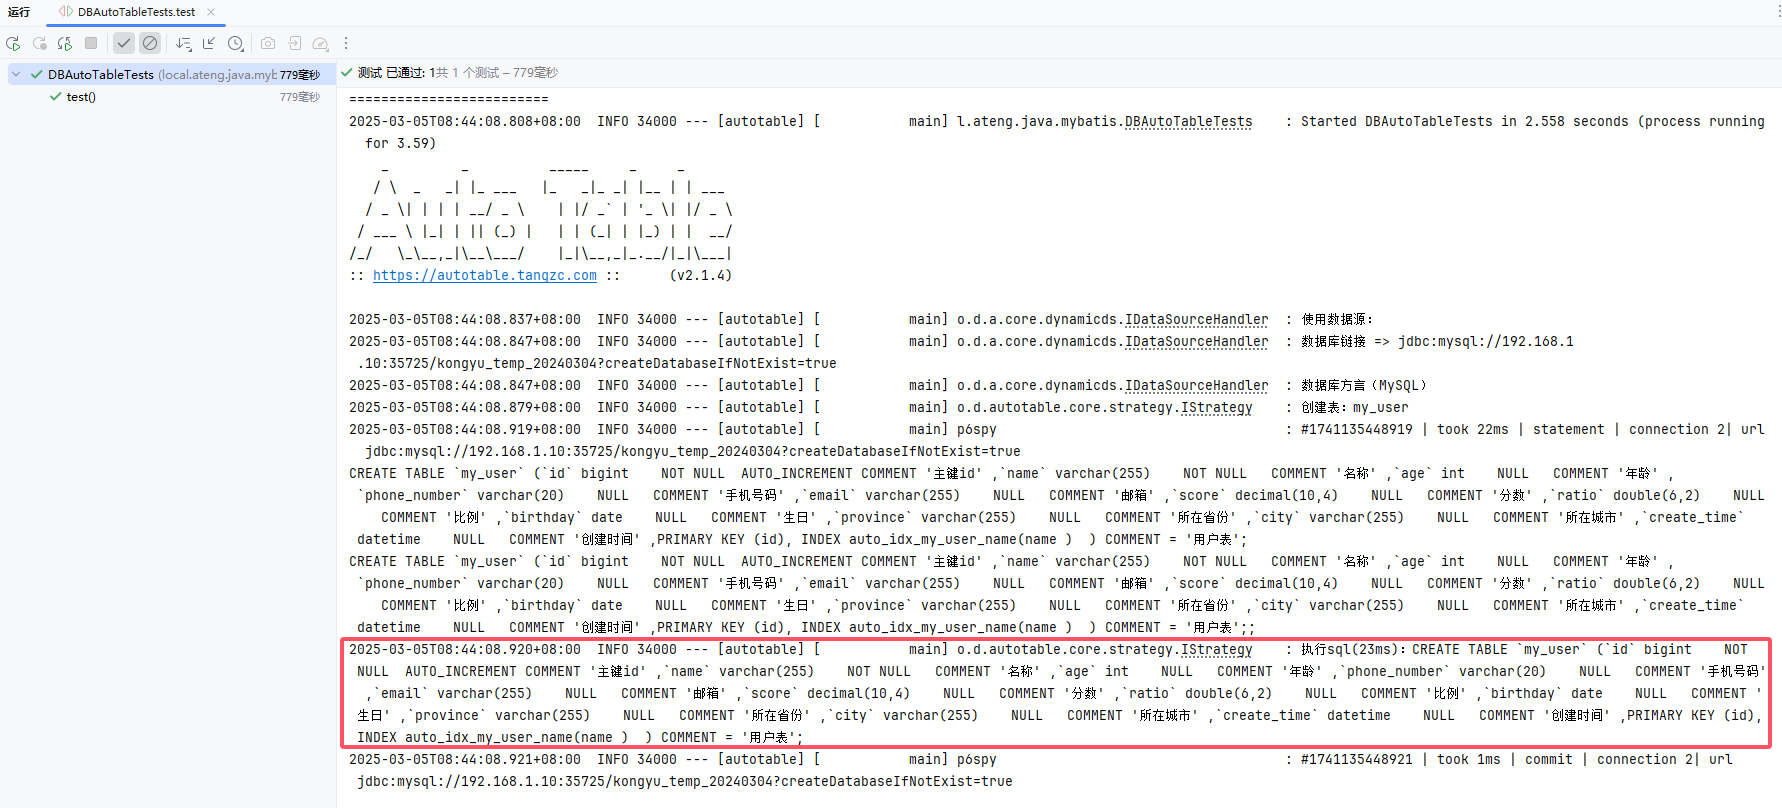 运行
DBAutoTableTests.test
DBAutoTableTests (local.ateng.java.myb 779毫秒
test() 779毫秒
测试 已通过: 1共 1 个测试 – 779毫秒
=========================
2025-03-05T08:44:08.808+08:00  INFO 34000 --- [autotable] [           main] l.ateng.java.mybatis.DBAutoTableTests    : Started DBAutoTableTests in 2.558 seconds (process running
for 3.59)
Auto Table
:: https://autotable.tangzc.com ::      (v2.1.4)
2025-03-05T08:44:08.837+08:00  INFO 34000 --- [autotable] [           main] o.d.a.core.dynamicds.IDataSourceHandler  : 使用数据源：
2025-03-05T08:44:08.847+08:00  INFO 34000 --- [autotable] [           main] o.d.a.core.dynamicds.IDataSourceHandler  : 数据库链接 => jdbc:mysql://192.168.1
.10:35725/kongyu_temp_20240304?createDatabaseIfNotExist=true
2025-03-05T08:44:08.847+08:00  INFO 34000 --- [autotable] [           main] o.d.a.core.dynamicds.IDataSourceHandler  : 数据库方言（MySQL）
2025-03-05T08:44:08.879+08:00  INFO 34000 --- [autotable] [           main] o.d.autotable.core.strategy.IStrategy    : 创建表：my_user
2025-03-05T08:44:08.919+08:00  INFO 34000 --- [autotable] [           main] p6spy                                    : #1741135448919 | took 22ms | statement | connection 2| url
jdbc:mysql://192.168.1.10:35725/kongyu_temp_20240304?createDatabaseIfNotExist=true
CREATE TABLE `my_user` (`id` bigint    NOT NULL  AUTO_INCREMENT COMMENT '主键id' ,`name` varchar(255)    NOT NULL   COMMENT '名称' ,`age` int    NULL   COMMENT '年龄' ,
`phone_number` varchar(20)    NULL   COMMENT '手机号码' ,`email` varchar(255)    NULL   COMMENT '邮箱' ,`score` decimal(10,4)    NULL   COMMENT '分数' ,`ratio` double(6,2)    NULL
COMMENT '比例' ,`birthday` date    NULL   COMMENT '生日' ,`province` varchar(255)    NULL   COMMENT '所在省份' ,`city` varchar(255)    NULL   COMMENT '所在城市' ,`create_time`
datetime    NULL   COMMENT '创建时间' ,PRIMARY KEY (id), INDEX auto_idx_my_user_name(name )  ) COMMENT = '用户表';
CREATE TABLE `my_user` (`id` bigint    NOT NULL  AUTO_INCREMENT COMMENT '主键id' ,`name` varchar(255)    NOT NULL   COMMENT '名称' ,`age` int    NULL   COMMENT '年龄' ,
`phone_number` varchar(20)    NULL   COMMENT '手机号码' ,`email` varchar(255)    NULL   COMMENT '邮箱' ,`score` decimal(10,4)    NULL   COMMENT '分数' ,`ratio` double(6,2)    NULL
COMMENT '比例' ,`birthday` date    NULL   COMMENT '生日' ,`province` varchar(255)    NULL   COMMENT '所在省份' ,`city` varchar(255)    NULL   COMMENT '所在城市' ,`create_time`
datetime    NULL   COMMENT '创建时间' ,PRIMARY KEY (id), INDEX auto_idx_my_user_name(name )  ) COMMENT = '用户表';;
2025-03-05T08:44:08.920+08:00  INFO 34000 --- [autotable] [           main] o.d.autotable.core.strategy.IStrategy    : 执行sql(23ms)：CREATE TABLE `my_user` (`id` bigint    NOT
NULL  AUTO_INCREMENT COMMENT '主键id' ,`name` varchar(255)    NOT NULL   COMMENT '名称' ,`age` int    NULL   COMMENT '年龄' ,`phone_number` varchar(20)    NULL   COMMENT '手机号码'
,`email` varchar(255)    NULL   COMMENT '邮箱' ,`score` decimal(10,4)    NULL   COMMENT '分数' ,`ratio` double(6,2)    NULL   COMMENT '比例' ,`birthday` date    NULL   COMMENT '
生日' ,`province` varchar(255)    NULL   COMMENT '所在省份' ,`city` varchar(255)    NULL   COMMENT '所在城市' ,`create_time` datetime    NULL   COMMENT '创建时间' ,PRIMARY KEY (id),
INDEX auto_idx_my_user_name(name )  ) COMMENT = '用户表';
2025-03-05T08:44:08.921+08:00  INFO 34000 --- [autotable] [           main] p6spy                                    : #1741135448921 | took 1ms | commit | connection 2| url
jdbc:mysql://192.168.1.10:35725/kongyu_temp_20240304?createDatabaseIfNotExist=true